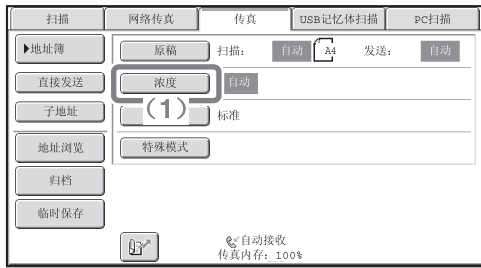 扫描 网络传真 传真 USB记忆体扫描 PC扫描
地址簿 原稿 扫描: 自动 A4 发送: 自动
直接发送 浓度 自动
子地址 (1) 标准
地址浏览 特殊模式
归档
临时保存
自动接收
传真内存: 100%